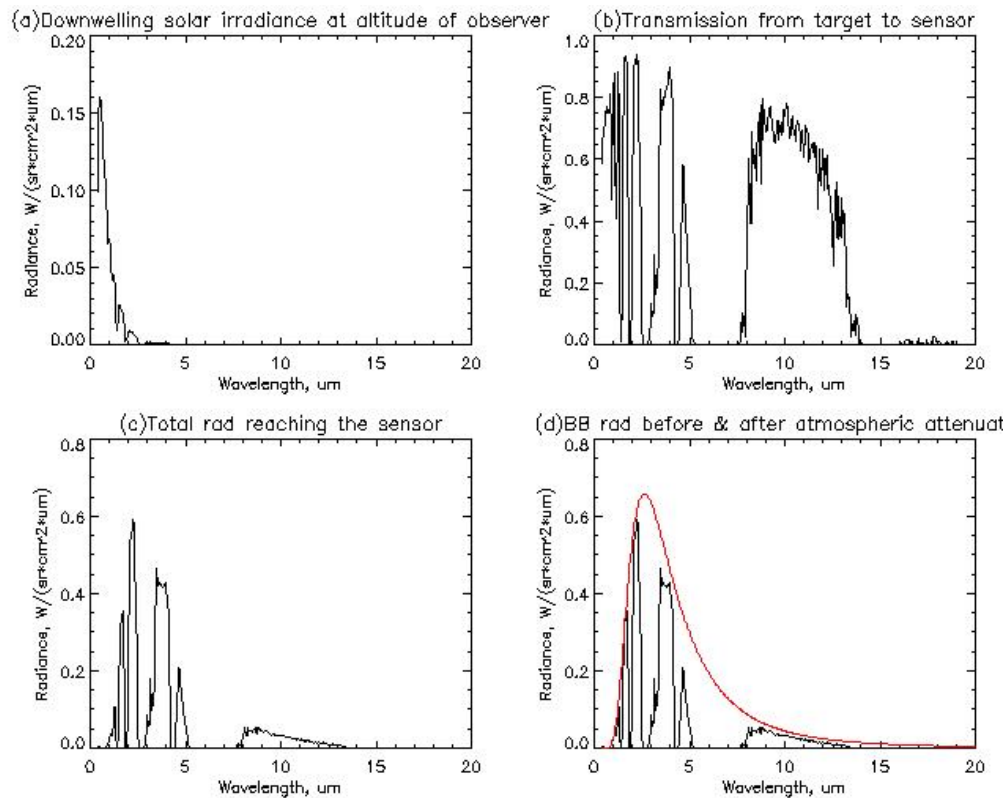 (a)Downwelling solar irradiance at altitude of observer
0.20
0.15
0.10
0.05
0.00
Radiance, W/(sr*cm^2*um)
0 5 10 15 20
Wavelength, um
(b)Transmission from target to sensor
1.0
0.8
0.6
0.4
0.2
0.0
Radiance, W/(sr*cm^2*um)
0 5 10 15 20
Wavelength, um
(c)Total rad reaching the sensor
0.8
0.6
0.4
0.2
0.0
Radiance, W/(sr*cm^2*um)
0 5 10 15 20
Wavelength, um
(d)BB rad before & after atmospheric attenuat
0.8
0.6
0.4
0.2
0.0
Radiance, W/(sr*cm^2*um)
0 5 10 15 20
Wavelength, um